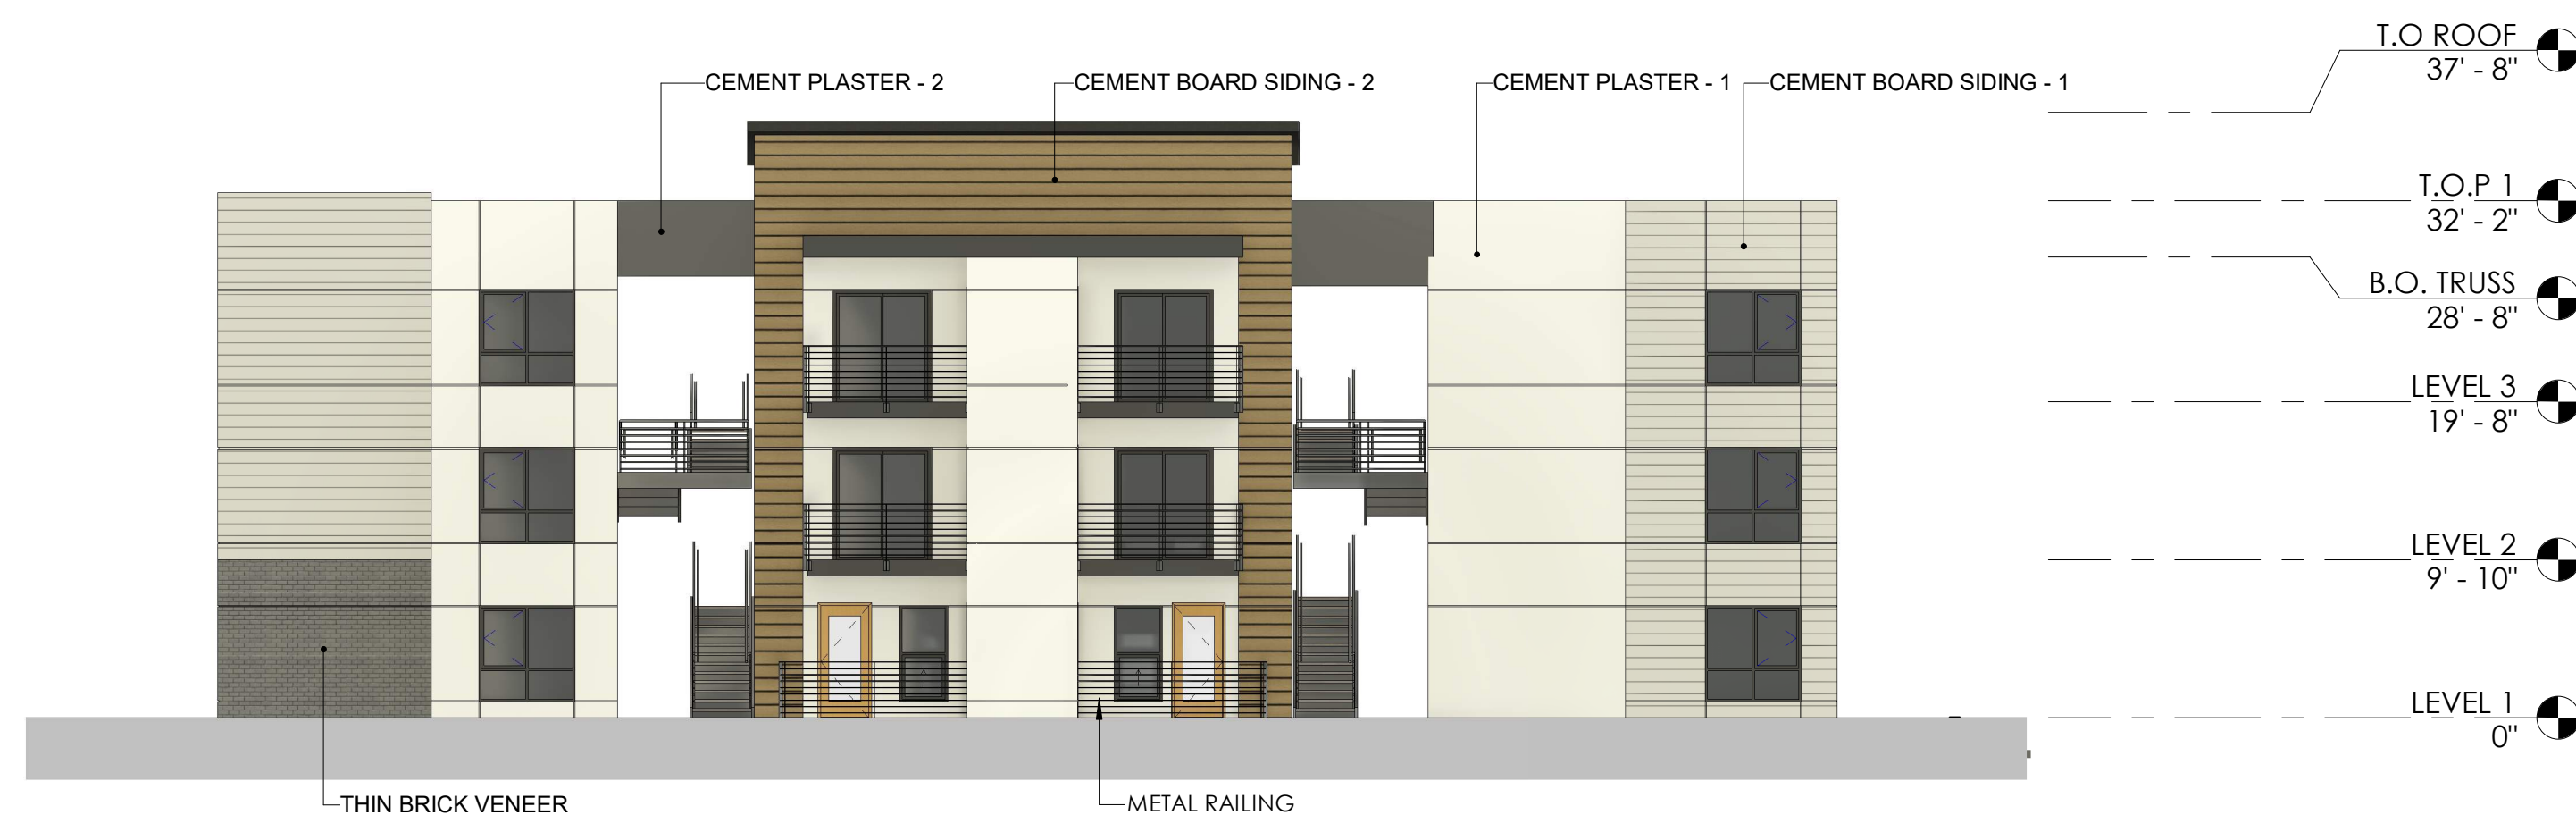 T.O ROOF
37' - 8"
CEMENT PLASTER - 2
CEMENT BOARD SIDING - 2
CEMENT PLASTER - 1
CEMENT BOARD SIDING - 1
T.O.P 1
32' - 2"
B.O. TRUSS
28' - 8"
LEVEL 3
19' - 8"
LEVEL 2
9' - 10"
LEVEL 1
0"
THIN BRICK VENEER
METAL RAILING